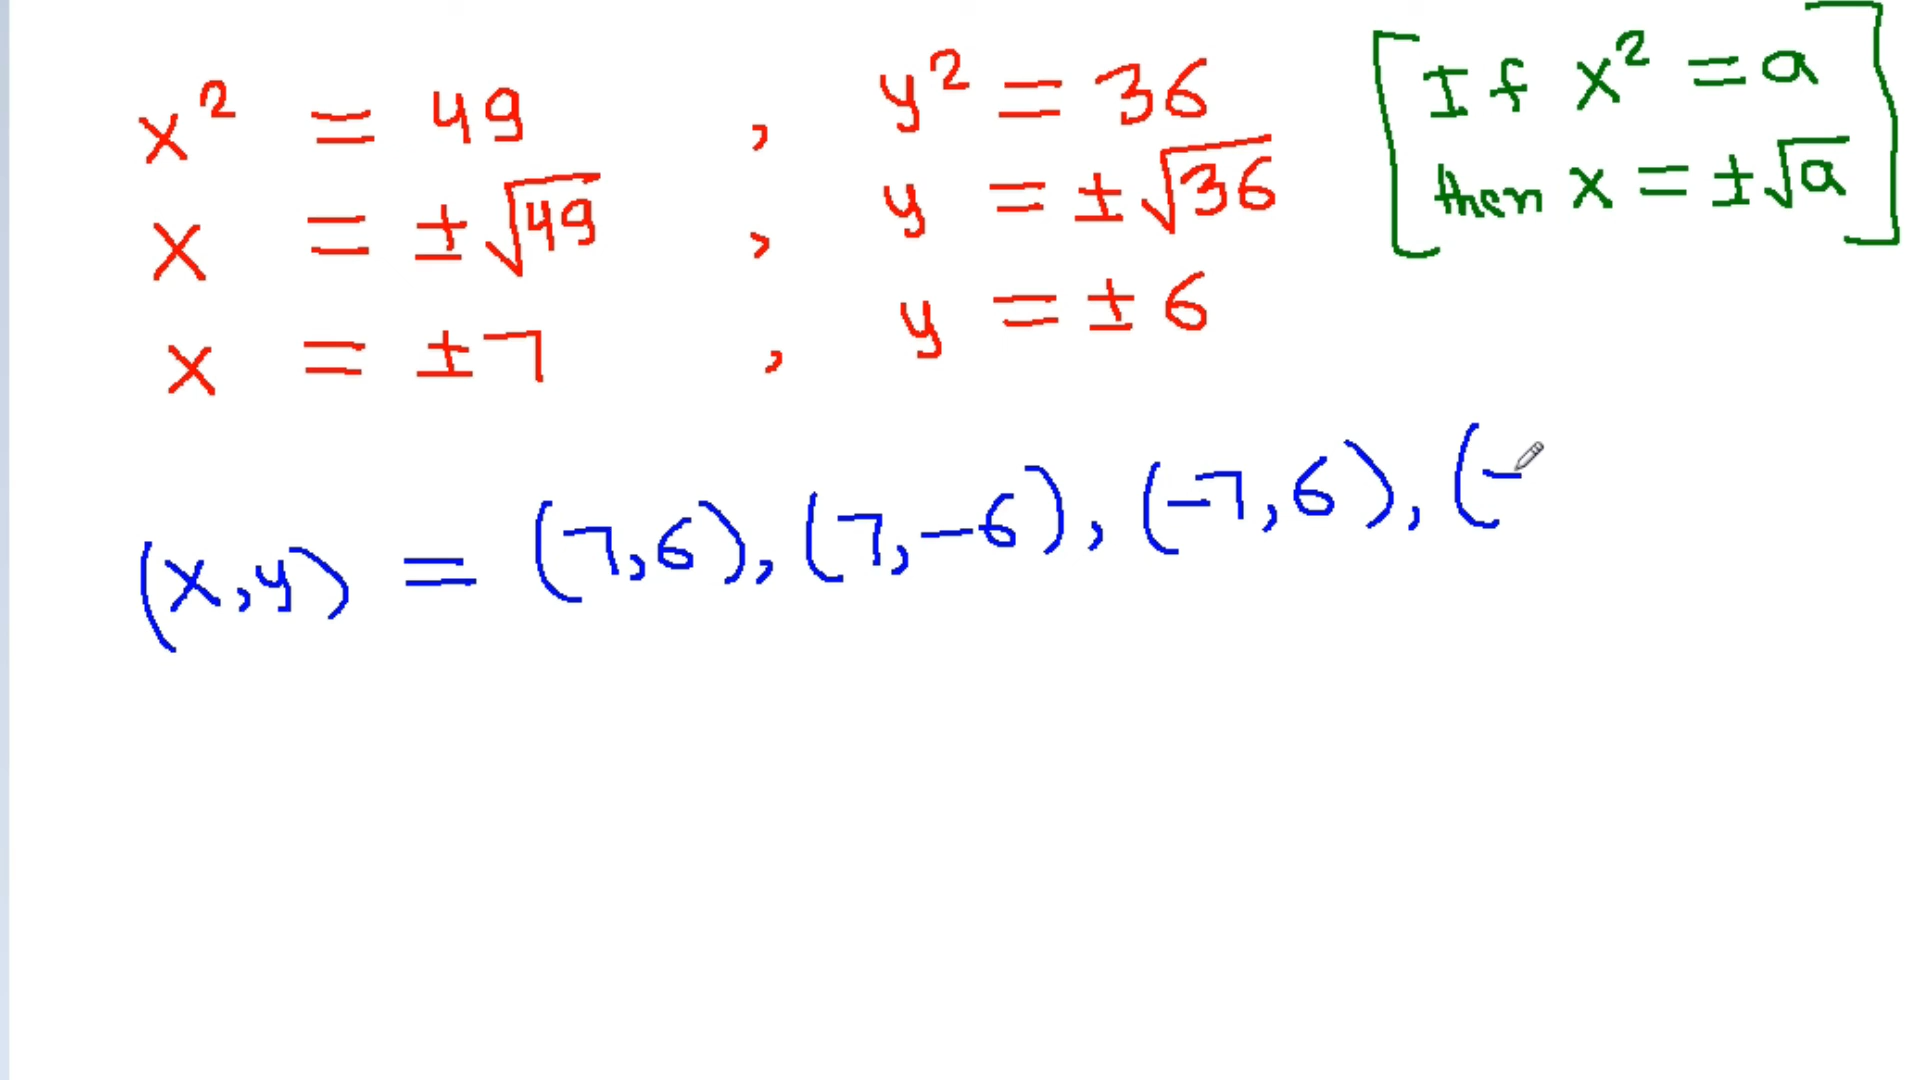 x² = 49 , y² = 36
x = ±√49 , y = ±√36
x = ±7 , y = ±6
[If x² = a
then x = ±√a]
(x,y) = (7,6), (7,-6), (-7,6), (-